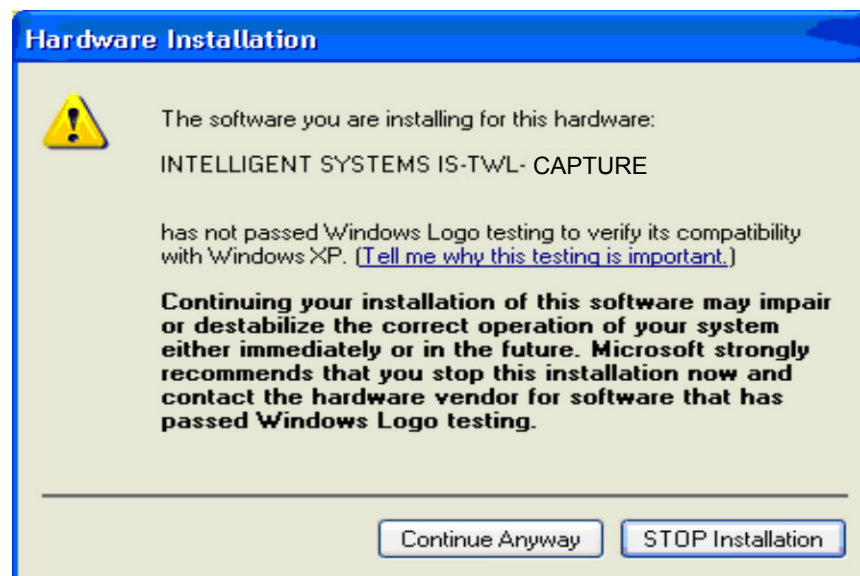 Hardware Installation
The software you are installing for this hardware:
INTELLIGENT SYSTEMS IS-TWL- CAPTURE
has not passed Windows Logo testing to verify its compatibility
with Windows XP. (Tell me why this testing is important.)
Continuing your installation of this software may impair
or destabilize the correct operation of your system
either immediately or in the future. Microsoft strongly
recommends that you stop this installation now and
contact the hardware vendor for software that has
passed Windows Logo testing.
Continue Anyway STOP Installation